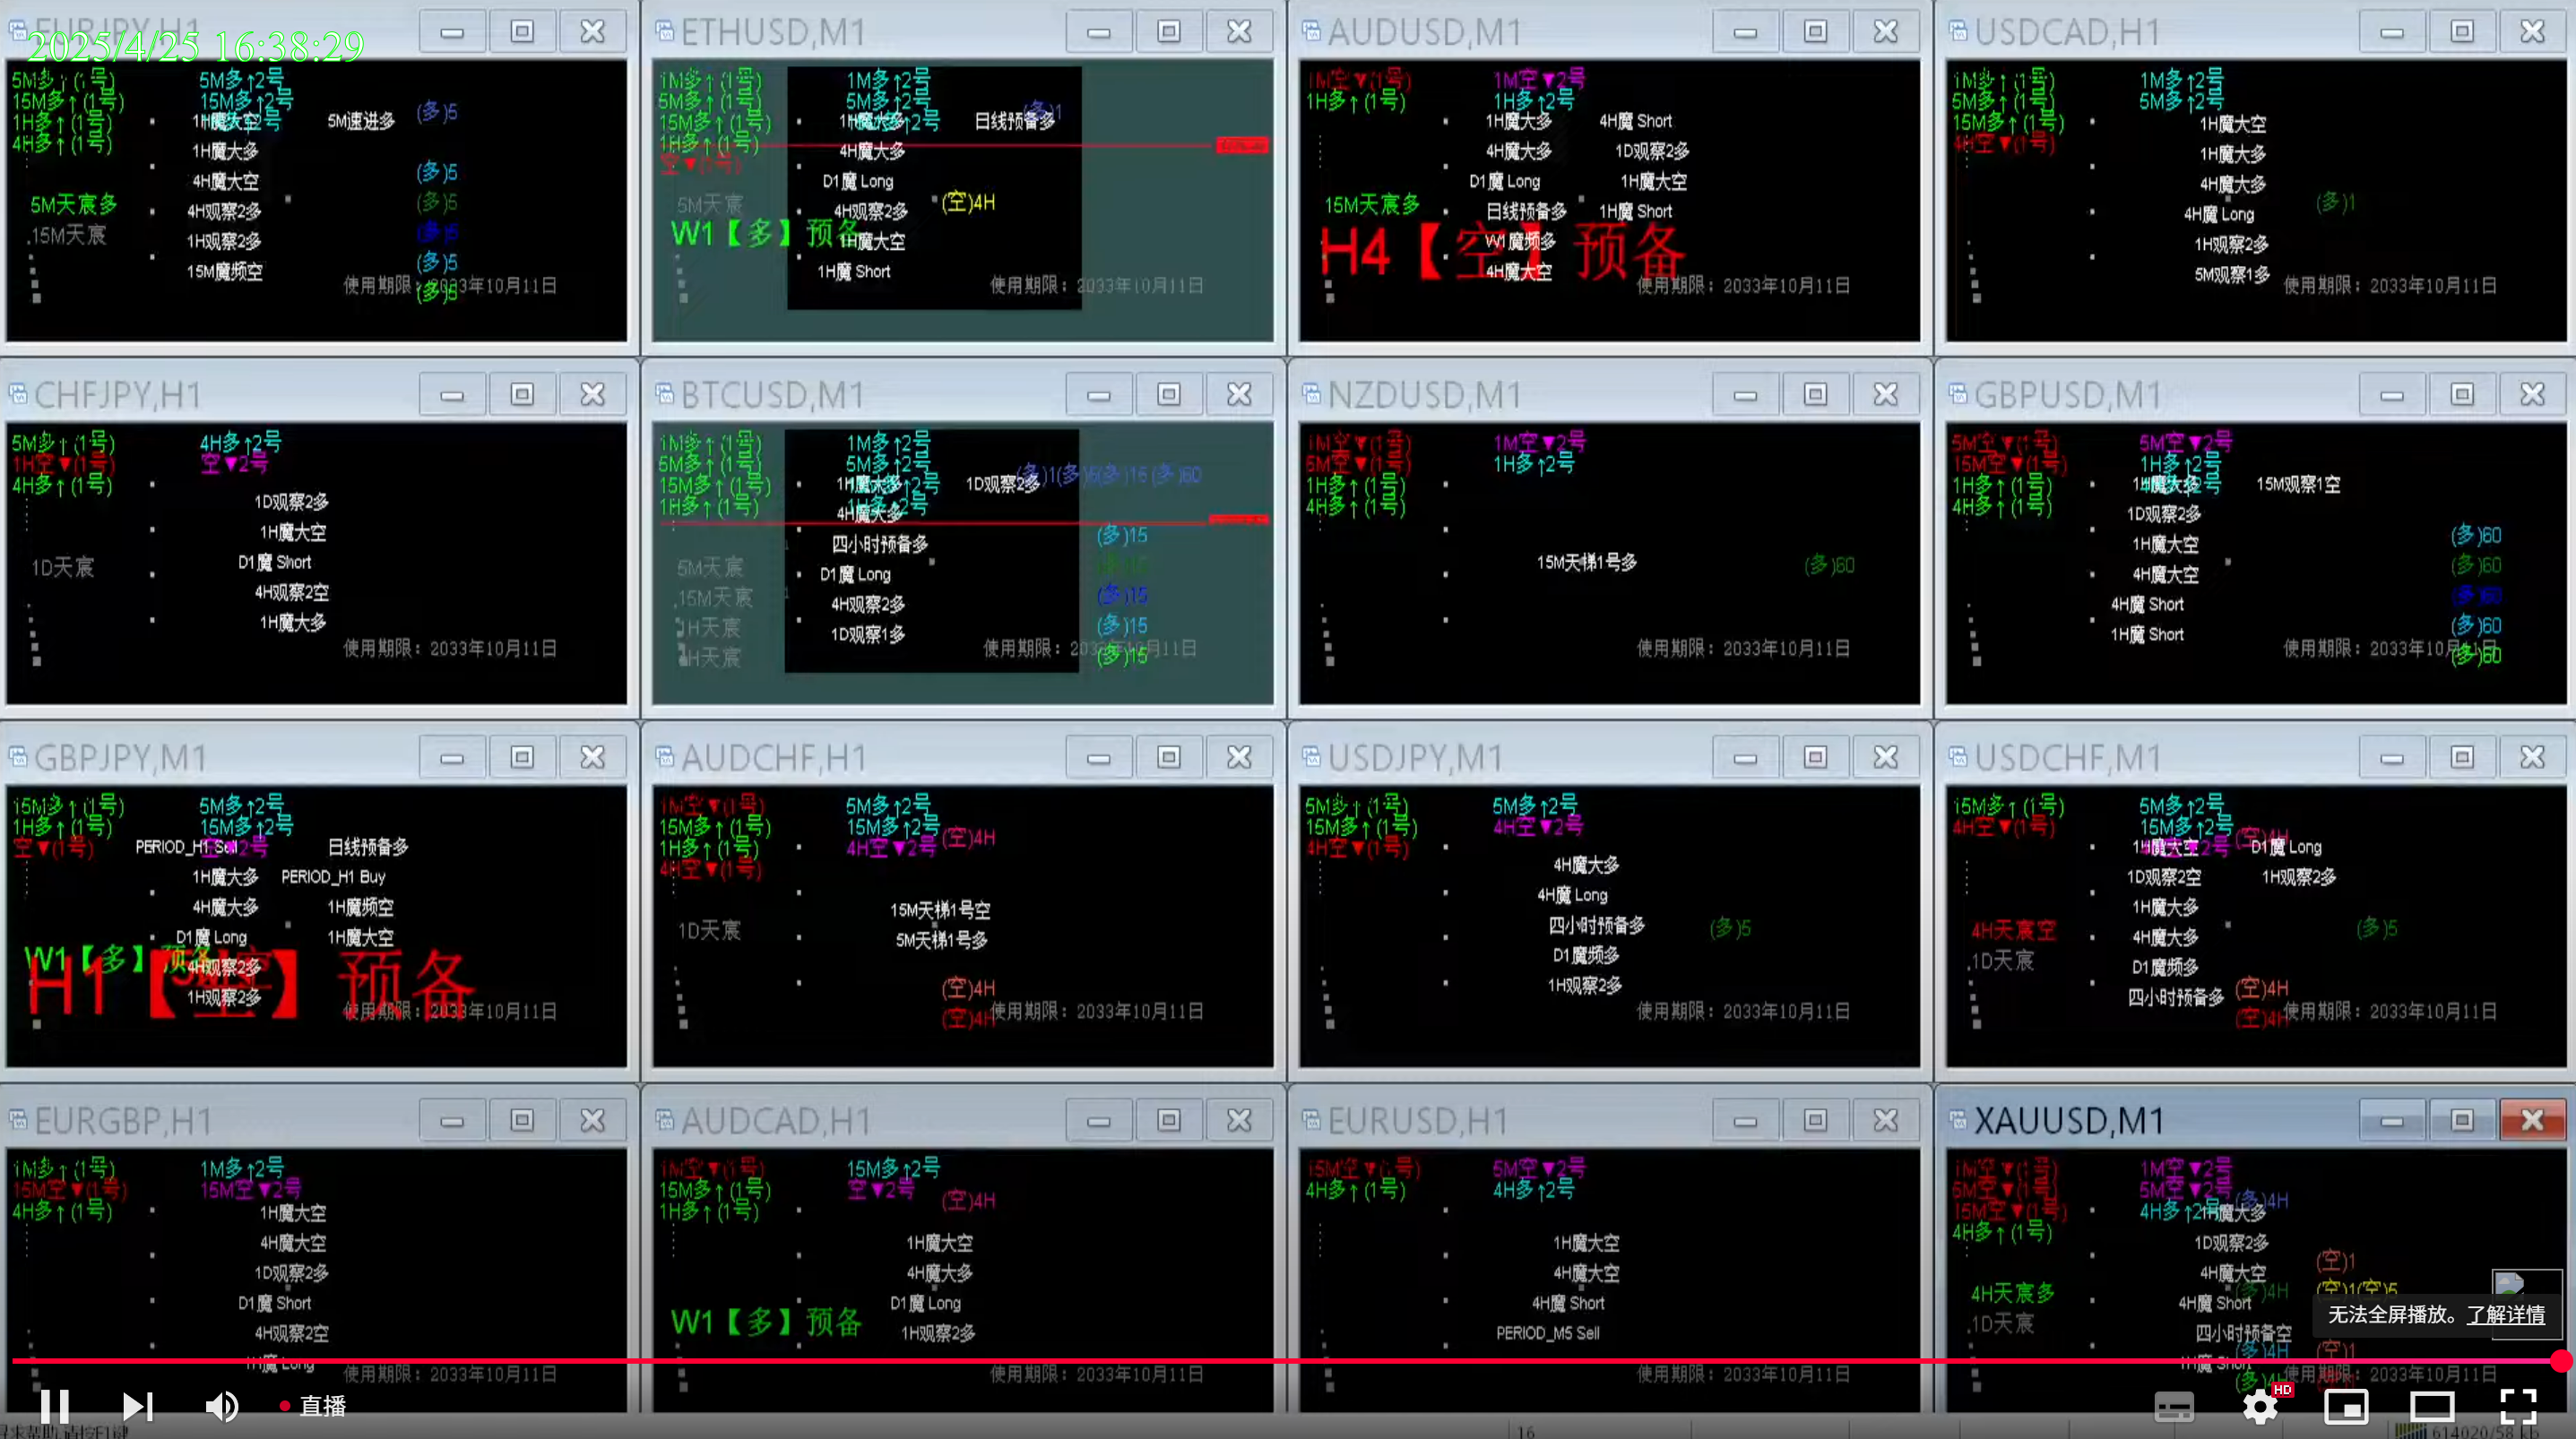 EURJPY,H1
2025/4/25 16:38:29
5M多↑(1号) 5M多↑2号
15M多↑(1号) 15M多↑2号
1H多↑(1号) 1H魔大空 5M速进多 (多)5
4H多↑(1号) 1H魔大多
4H魔大空 (多)5
5M天宸多 4H观察2多 (多)5
15M天宸 1H观察2多 (多)5
15M魔频空 (多)5
使用期限：2033年10月11日
(多)5
ETHUSD,M1
1M多↑(1号) 1M多↑2号
5M多↑(1号) 5M多↑2号
15M多↑(1号) 1H魔大多 日线预备多
1H多↑(1号) 4H魔大多
空▼(1号) D1魔 Long
5M天宸 4H观察2多 (空)4H
W1【多】预备 1H魔大空
1H魔 Short
使用期限：2033年10月11日
AUDUSD,M1
1M空▼(1号) 1M空▼2号
1H多↑(1号) 1H多↑2号
1H魔大多 4H魔 Short
4H魔大多 1D观察2多
D1魔 Long 1H魔大空
15M天宸多 日线预备多 1H魔 Short
H4【空】预备
W1魔频多
4H魔大空
使用期限：2033年10月11日
USDCAD,H1
1M多↑(1号) 1M多↑2号
5M多↑(1号) 5M多↑2号
15M多↑(1号) 1H魔大空
4H空▼(1号) 1H魔大多
4H魔大多
(多)1
4H魔 Long
1H观察2多
5M观察1多
使用期限：2033年10月11日
CHFJPY,H1
5M多↑(1号) 4H多↑2号
1H空▼(1号) 空▼2号
4H多↑(1号)
1D观察2多
1H魔大空
1D天宸 D1魔 Short
4H观察2空
1H魔大多
使用期限：2033年10月11日
BTCUSD,M1
1M多↑(1号) 1M多↑2号
5M多↑(1号) 5M多↑2号
15M多↑(1号) 1H魔大多 1D观察2多
1H多↑(1号) 4H魔大多
四小时预备多 (多)15
5M天宸 D1魔 Long
15M天宸 4H观察2多 (多)15
1H天宸 1D观察1多 (多)15
H天宸 (多)15
使用期限：2033年10月11日
NZDUSD,M1
1M空▼(1号) 1M空▼2号
5M空▼(1号) 1H多↑2号
1H多↑(1号)
4H多↑(1号)
15M天梯1号多 (多)60
使用期限：2033年10月11日
GBPUSD,M1
5M空▼(1号) 5M空▼2号
15M空▼(1号) 1H多↑2号
1H多↑(1号) 1H魔大多 15M观察1空
4H多↑(1号) 1D观察2多
1H魔大空 (多)60
4H魔大空 (多)60
4H魔 Short (多)60
1H魔 Short (多)60
使用期限：2033年10月11日
(多)60
GBPJPY,M1
15M多↑(1号) 5M多↑2号
1H多↑(1号) 15M多↑2号
空▼(1号) PERIOD_H1 Sell 空▼2号 日线预备多
1H魔大多 PERIOD_H1 Buy
4H魔大多 1H魔频空
D1魔 Long 1H魔大空
W1【多】预备 4H观察2多
H1【空】预备
1H观察2多
使用期限：2033年10月11日
AUDCHF,H1
1M空▼(1号) 5M多↑2号
15M多↑(1号) 15M多↑2号 (空)4H
1H多↑(1号) 4H空▼2号
4H空▼(1号)
15M天梯1号空
1D天宸 5M天梯1号多
(空)4H
(空)4H
使用期限：2033年10月11日
USDJPY,M1
5M多↑(1号) 5M多↑2号
15M多↑(1号) 4H空▼2号
4H空▼(1号)
4H魔大多
4H魔 Long
四小时预备多 (多)5
D1魔频多
1H观察2多
使用期限：2033年10月11日
USDCHF,M1
15M多↑(1号) 5M多↑2号
4H空▼(1号) 15M多↑2号 (空)4H
1H魔大空 D1魔 Long
1D观察2空 1H观察2多
1H魔大多
4H天宸空 4H魔大多 (多)5
1D天宸 D1魔频多
四小时预备多 (空)4H
(空)4H
使用期限：2033年10月11日
EURGBP,H1
1M多↑(1号) 1M多↑2号
15M空▼(1号) 15M空▼2号
4H多↑(1号) 1H魔大空
4H魔大空
1D观察2多
D1魔 Short
4H观察2空
1H魔 Long
使用期限：2033年10月11日
AUDCAD,H1
1M空▼(1号) 15M多↑2号
15M多↑(1号) 空▼2号 (空)4H
1H多↑(1号)
1H魔大空
4H魔大多
D1魔 Long
W1【多】预备 1H观察2多
使用期限：2033年10月11日
EURUSD,H1
15M空▼(1号) 5M空▼2号
4H多↑(1号) 4H多↑2号
1H魔大空
4H魔大空
4H魔 Short
PERIOD_M5 Sell
使用期限：2033年10月11日
XAUUSD,M1
1M空▼(1号) 1M空▼2号
5M空▼(1号) 5M空▼2号
15M空▼(1号) 4H多↑2号 (多)4H
4H多↑(1号) 1H魔大多
1D观察2多
4H魔大空 (空)1
4H天宸多 (多)4H (空)1(空)5
4H魔 Short
1D天宸 四小时预备空
(多)4H (空)1
1H魔 Short
使用期限：2033年10月11日
无法全屏播放。了解详情
直播
HD
16
614020/58 kb